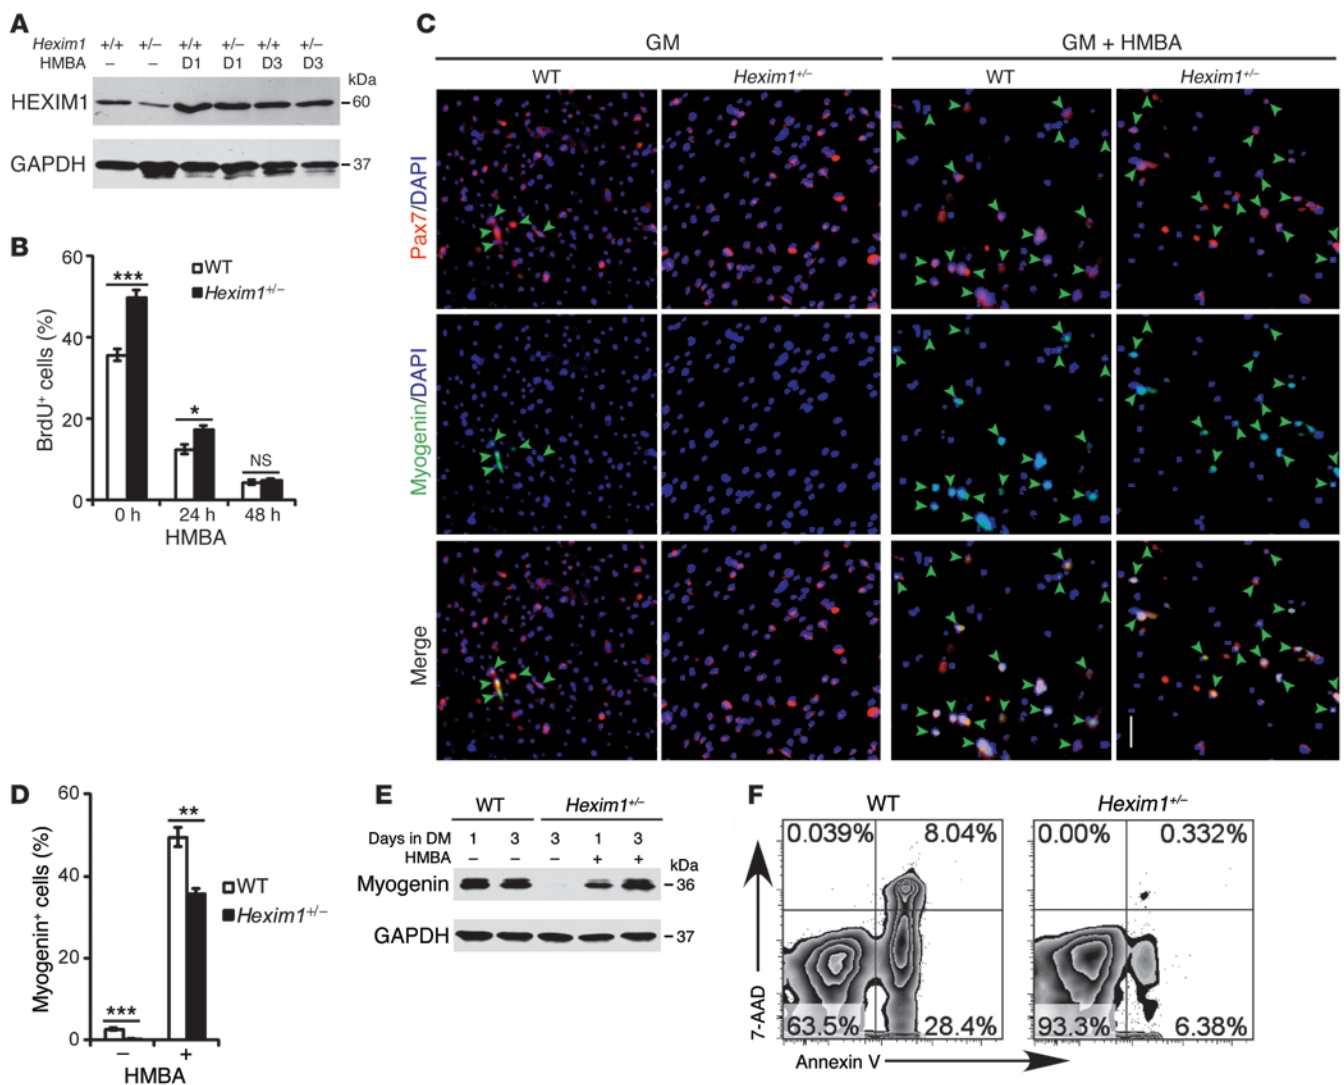 A
Hexim1 +/+ +/– +/+ +/– +/+ +/–
HMBA – – D1 D1 D3 D3
kDa
HEXIM1 –60
GAPDH –37
B
BrdU+ cells (%)
60
40
20
0
WT
Hexim1+/–
***
*
NS
0 h 24 h 48 h
HMBA
C
GM GM + HMBA
WT Hexim1+/– WT Hexim1+/–
Pax7/DAPI
Myogenin/DAPI
Merge
D
Myogenin+ cells (%)
60
40
20
0
**
WT
Hexim1+/–
***
– +
HMBA
E
WT Hexim1+/–
Days in DM 1 3 3 1 3
HMBA – – – + +
kDa
Myogenin –36
GAPDH –37
F
WT Hexim1+/–
0.039% 8.04% 0.00% 0.332%
7-AAD
63.5% 28.4% 93.3% 6.38%
Annexin V